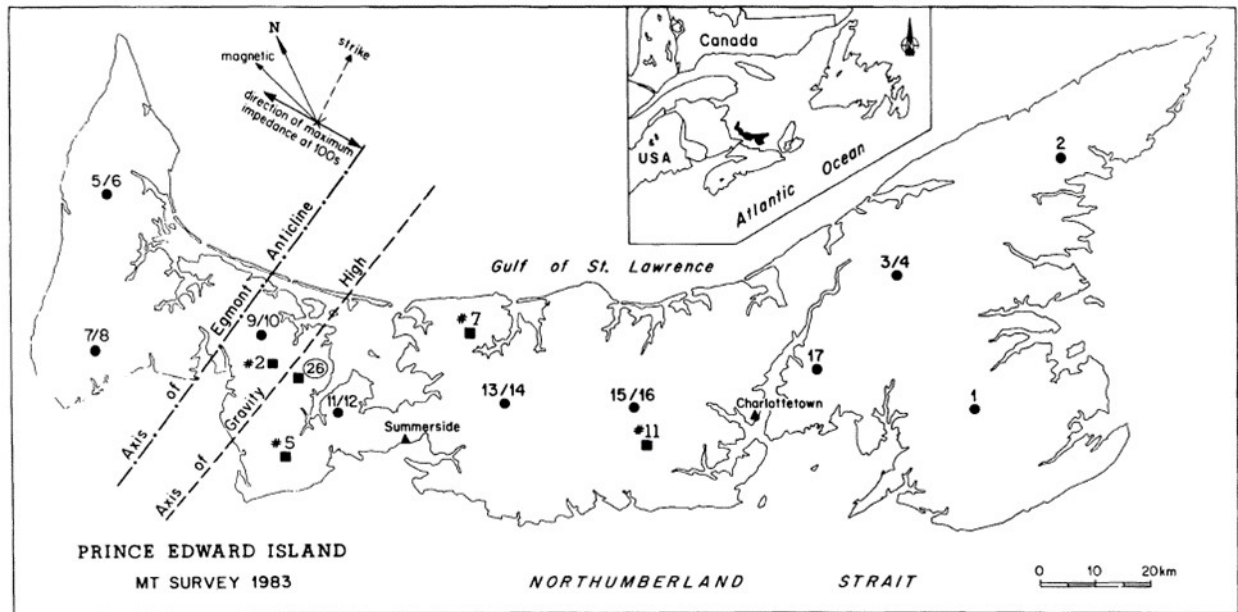 N
magnetic
strike
direction of maximum
impedance at 100s
Canada
USA
Atlantic Ocean
2
5/6
Axis of Egmont Anticline
Axis of Gravity High
Gulf of St. Lawrence
3/4
7/8
9/10
#7
#2
26
17
11/12
13/14
15/16
Charlottetown
1
Summerside
#11
#5
PRINCE EDWARD ISLAND
MT SURVEY 1983
NORTHUMBERLAND STRAIT
0 10 20km